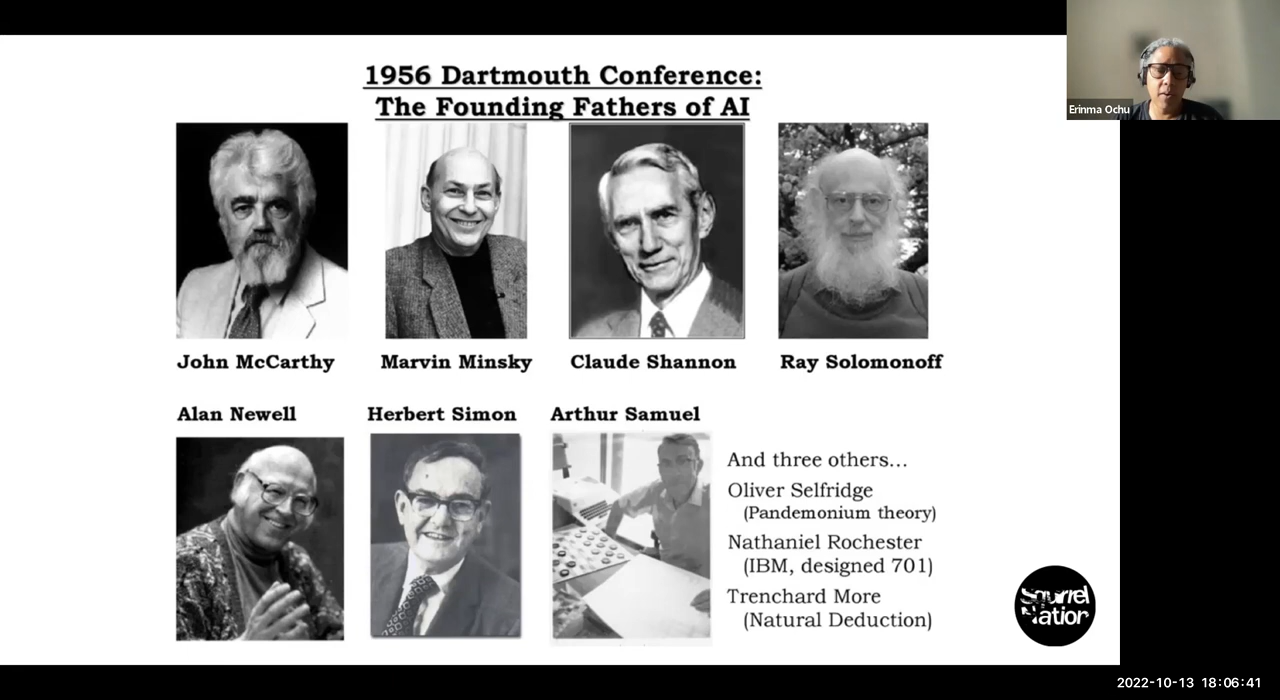 1956 Dartmouth Conference:
The Founding Fathers of AI
Erinma Ochu
John McCarthy
Marvin Minsky
Claude Shannon
Ray Solomonoff
Alan Newell
Herbert Simon
Arthur Samuel
And three others...
Oliver Selfridge
(Pandemonium theory)
Nathaniel Rochester
(IBM, designed 701)
Trenchard More
(Natural Deduction)
Squirrel
Nation
2022-10-13 18:06:41